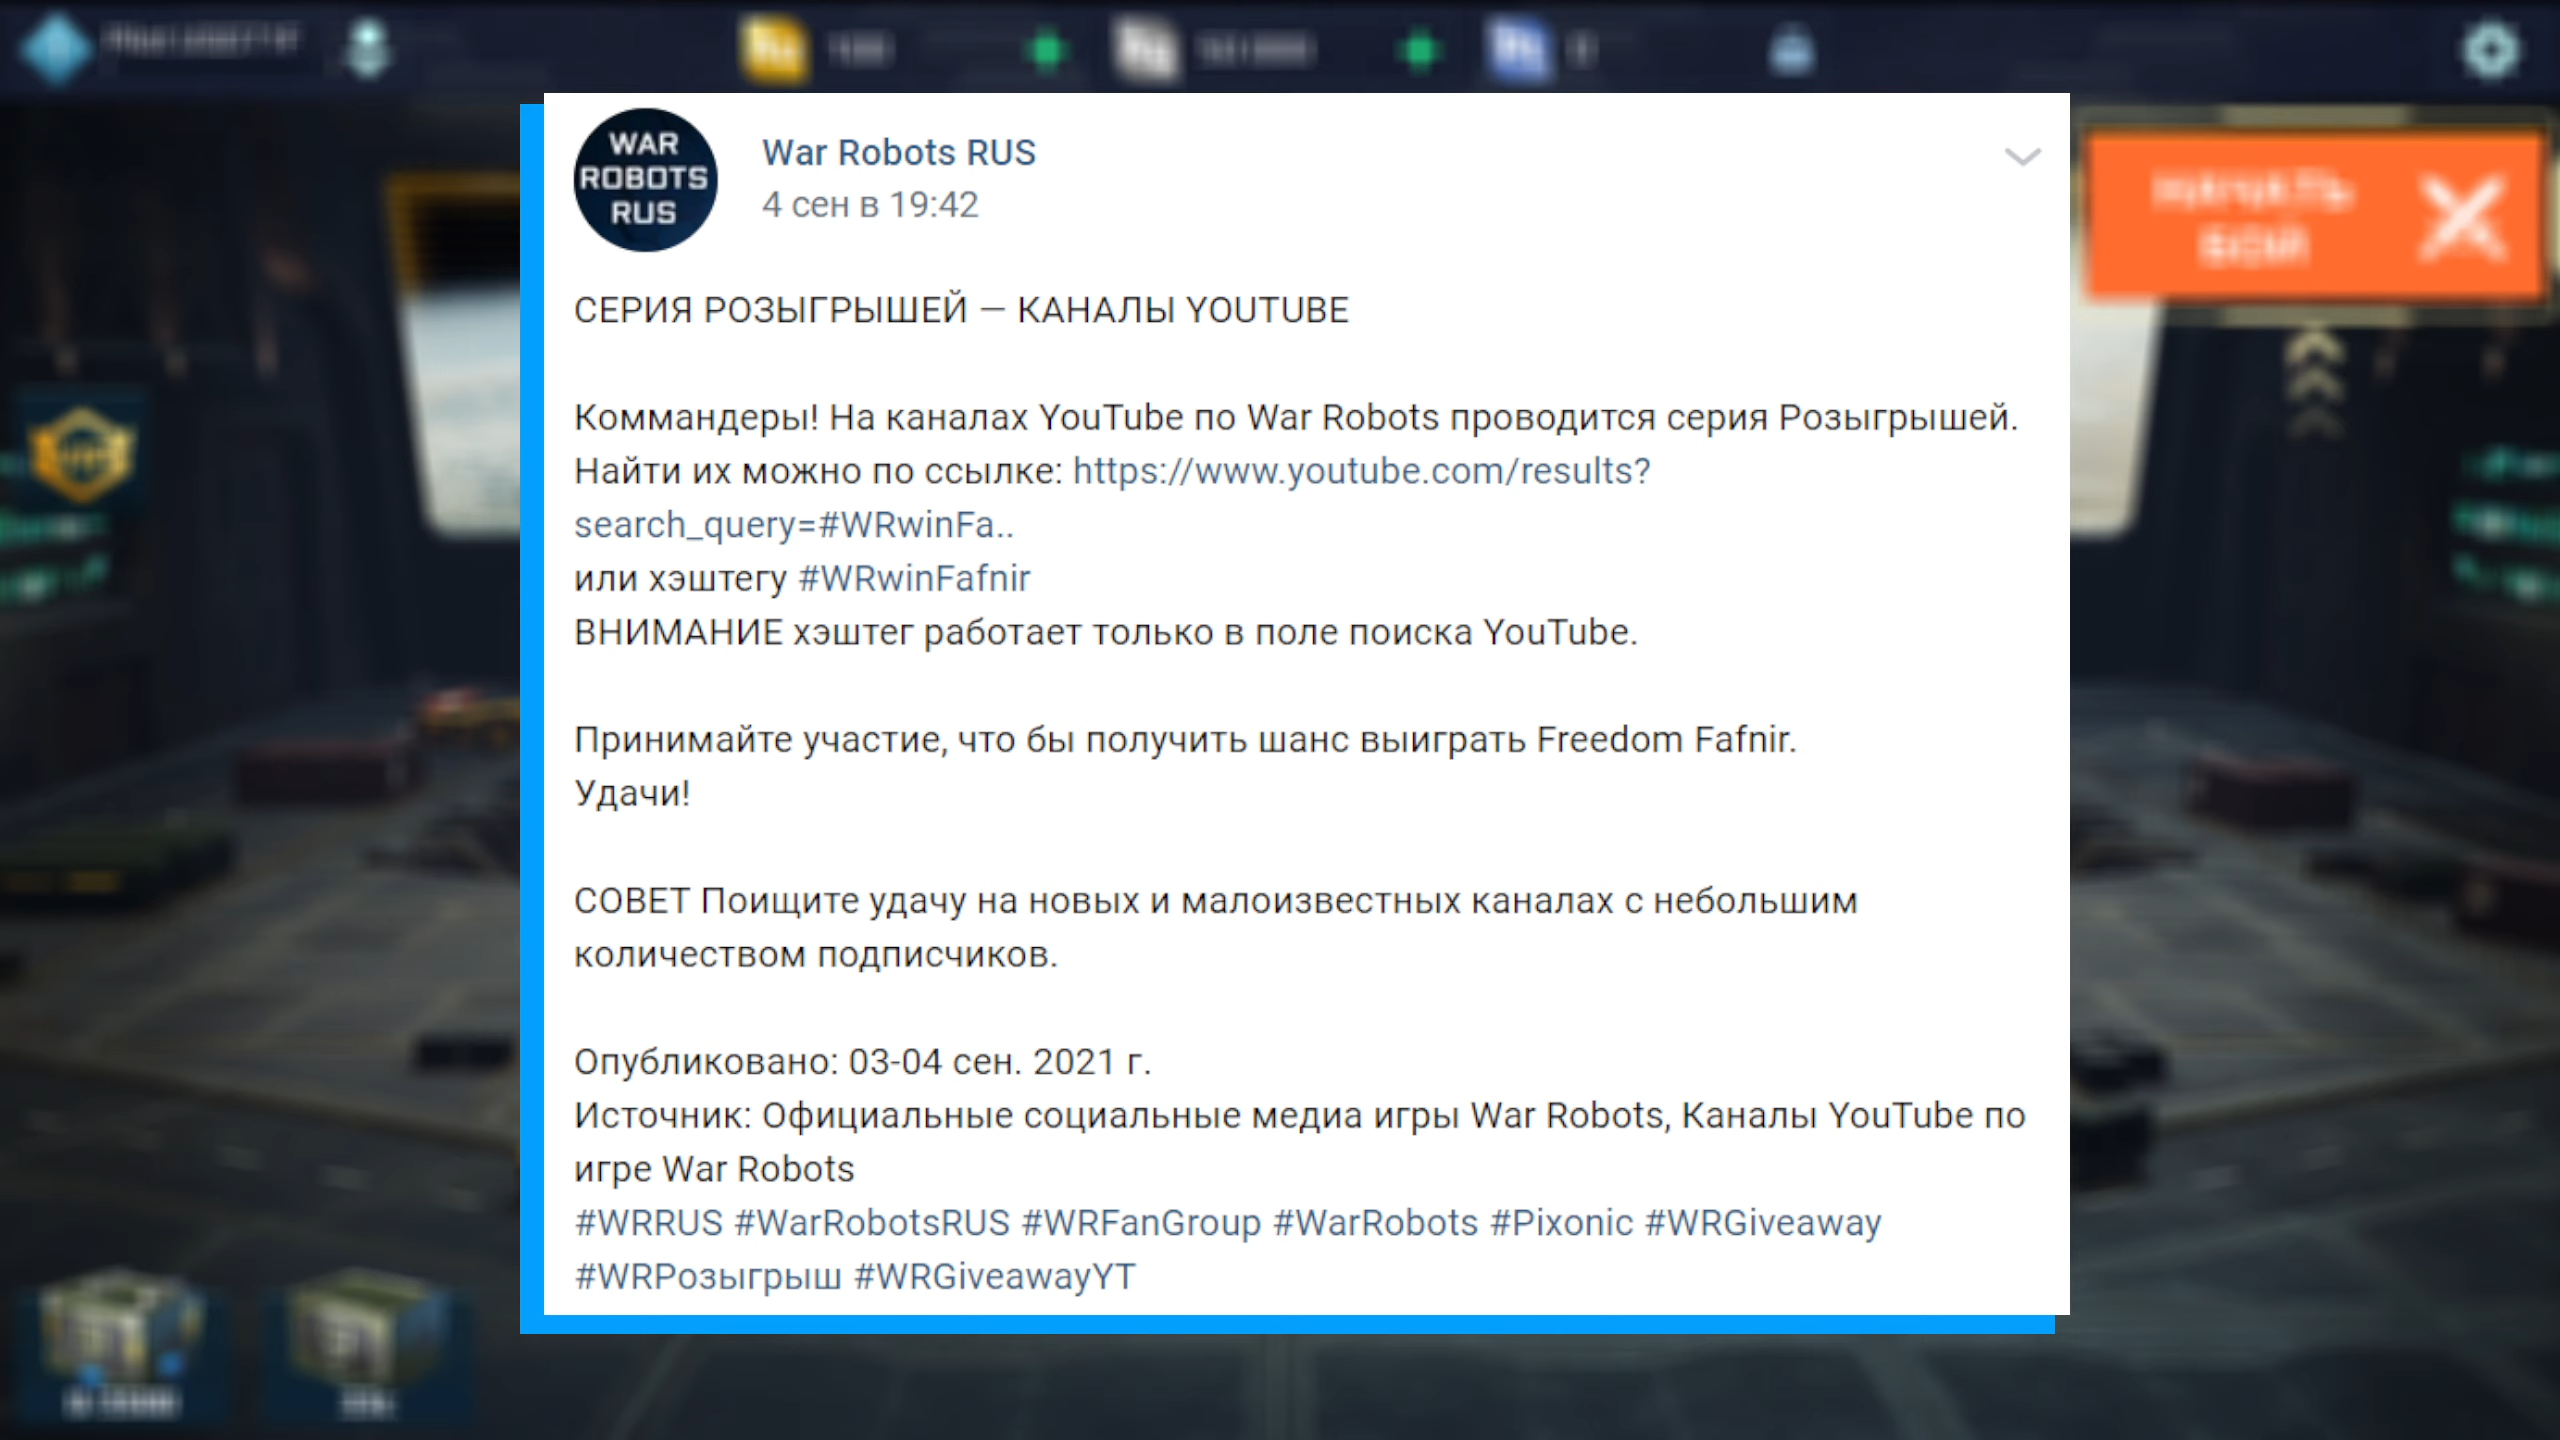 WAR
ROBOTS
RUS
War Robots RUS
4 сен в 19:42
СЕРИЯ РОЗЫГРЫШЕЙ — КАНАЛЫ YOUTUBE
Коммандеры! На каналах YouTube по War Robots проводится серия Розыгрышей.
Найти их можно по ссылке: https://www.youtube.com/results?
search_query=#WRwinFa..
или хэштегу #WRwinFafnir
ВНИМАНИЕ хэштег работает только в поле поиска YouTube.
Принимайте участие, что бы получить шанс выиграть Freedom Fafnir.
Удачи!
СОВЕТ Поищите удачу на новых и малоизвестных каналах с небольшим
количеством подписчиков.
Опубликовано: 03-04 сен. 2021 г.
Источник: Официальные социальные медиа игры War Robots, Каналы YouTube по
игре War Robots
#WRRUS #WarRobotsRUS #WRFanGroup #WarRobots #Pixonic #WRGiveaway
#WRРозыгрыш #WRGiveawayYT
НАЧАТЬ
БОЙ